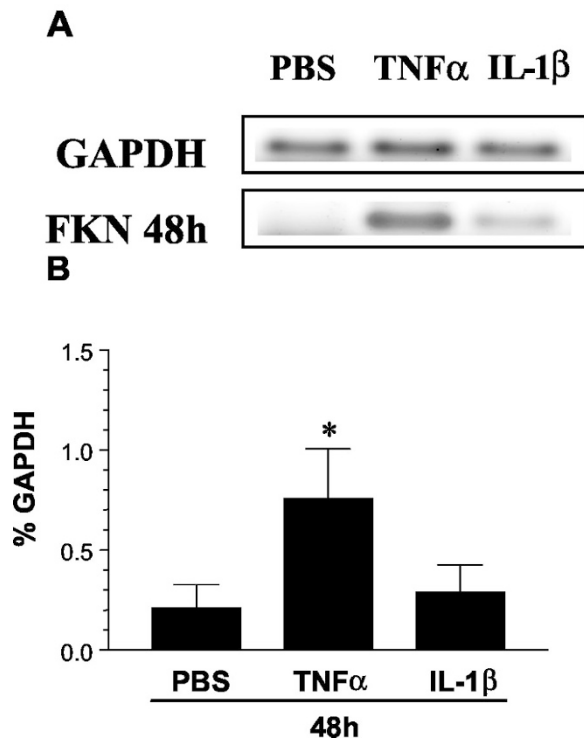 A
PBS TNFα IL-1β
GAPDH
FKN 48h
B
1.5
1.0
0.5
0.0
% GAPDH
*
PBS TNFα IL-1β
48h